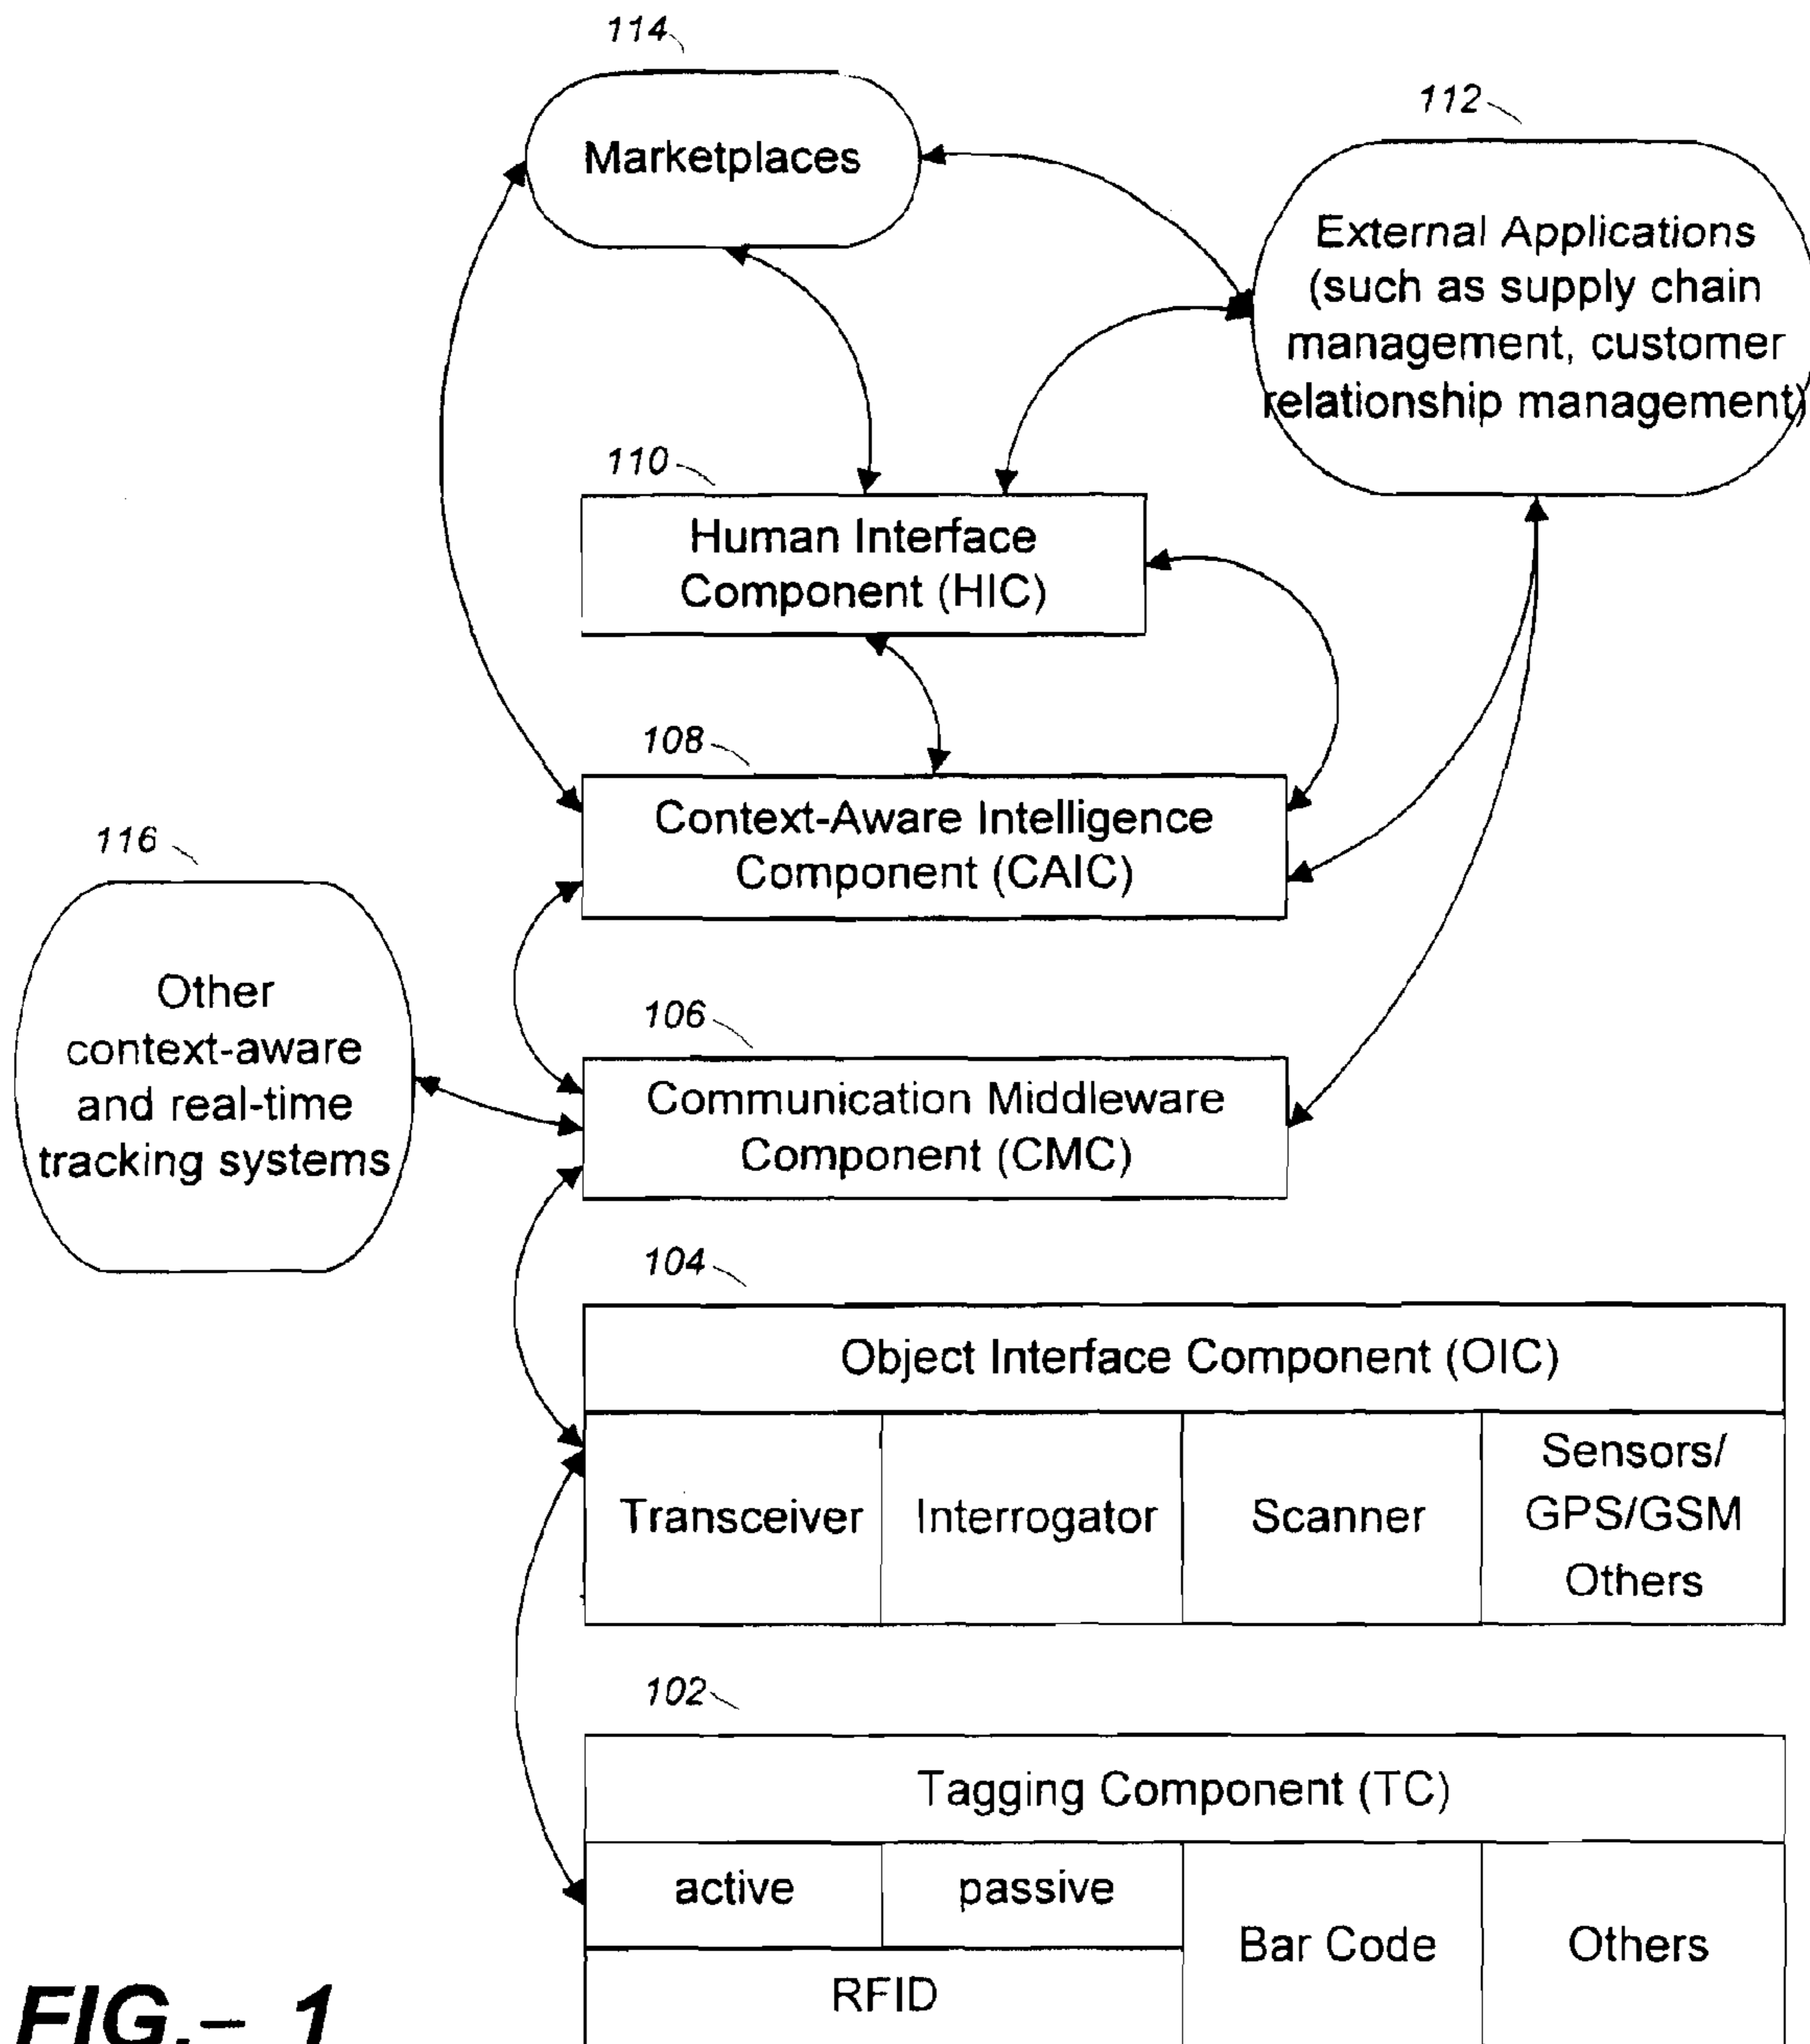 114
Marketplaces
112
External Applications
(such as supply chain
management, customer
relationship management)
110
Human Interface
Component (HIC)
108
Context-Aware Intelligence
Component (CAIC)
116
Other
context-aware
and real-time
tracking systems
106
Communication Middleware
Component (CMC)
104
Object Interface Component (OIC)
Transceiver
Interrogator
Scanner
Sensors/
GPS/GSM
Others
102
Tagging Component (TC)
active
passive
RFID
Bar Code
Others
FIG.– 1